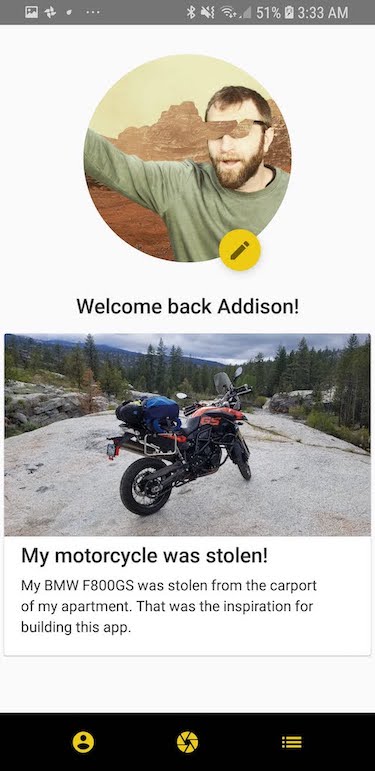 51% 3:33 AM
Welcome back Addison!
GS
My motorcycle was stolen!
My BMW F800GS was stolen from the carport
of my apartment. That was the inspiration for
building this app.